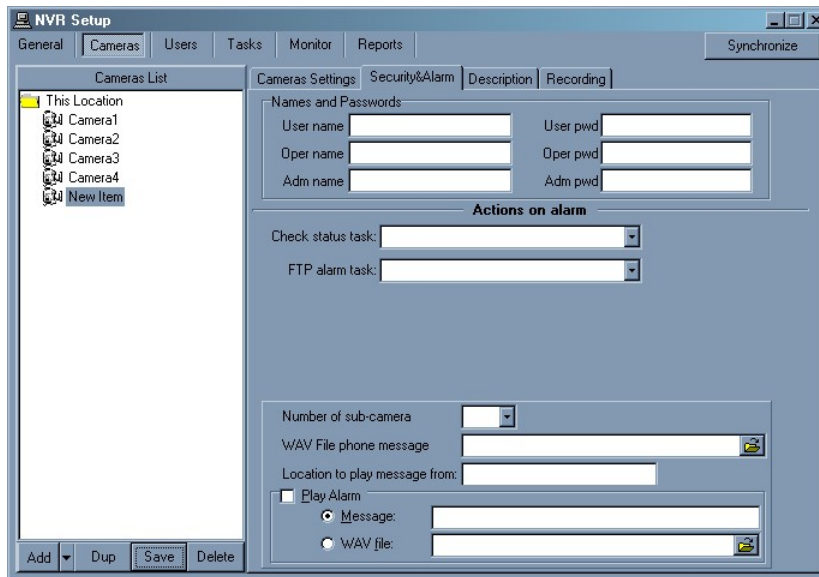 NVR Setup
General Cameras Users Tasks Monitor Reports Synchronize
Cameras List
This Location
Camera1
Camera2
Camera3
Camera4
New Item
Add Dup Save Delete
Cameras Settings Security&Alarm Description Recording
Names and Passwords
User name User pwd
Oper name Oper pwd
Adm name Adm pwd
Actions on alarm
Check status task:
FTP alarm task:
Number of sub-camera
WAV File phone message
Location to play message from:
Play Alarm
Message:
WAV file: